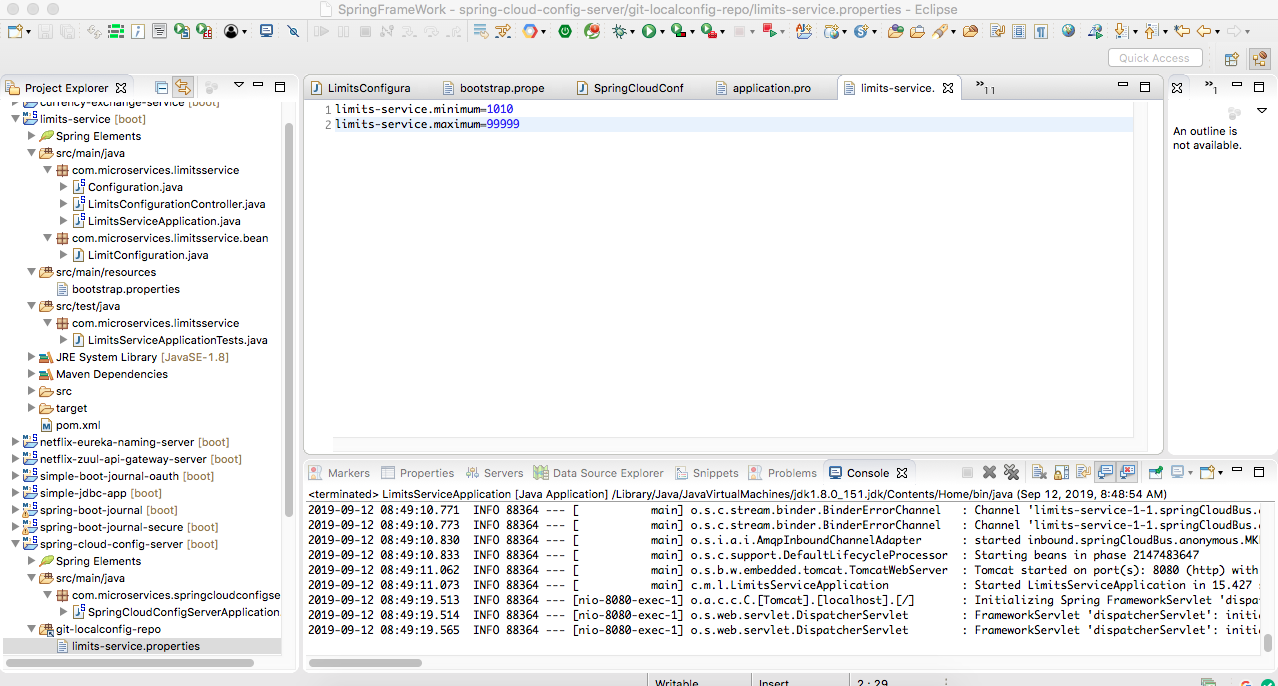 SpringFrameWork - spring-cloud-config-server/git-localconfig-repo/limits-service.properties - Eclipse
Quick Access
Project Explorer
currency-exchange-service [boot]
limits-service [boot]
Spring Elements
src/main/java
com.microservices.limitsservice
Configuration.java
LimitsConfigurationController.java
LimitsServiceApplication.java
com.microservices.limitsservice.bean
LimitConfiguration.java
src/main/resources
bootstrap.properties
src/test/java
com.microservices.limitsservice
LimitsServiceApplicationTests.java
JRE System Library [JavaSE-1.8]
Maven Dependencies
src
target
pom.xml
netflix-eureka-naming-server [boot]
netflix-zuul-api-gateway-server [boot]
simple-boot-journal-oauth [boot]
simple-jdbc-app [boot]
spring-boot-journal [boot]
spring-boot-journal-secure [boot]
spring-cloud-config-server [boot]
Spring Elements
src/main/java
com.microservices.springcloudconfigse
SpringCloudConfigServerApplication.
git-localconfig-repo
limits-service.properties
LimitsConfigura bootstrap.prope SpringCloudConf application.pro limits-service. »11
1 limits-service.minimum=1010
2 limits-service.maximum=99999
»1
An outline is
not available.
Markers Properties Servers Data Source Explorer Snippets Problems Console
<terminated> LimitsServiceApplication [Java Application] /Library/Java/JavaVirtualMachines/jdk1.8.0_151.jdk/Contents/Home/bin/java (Sep 12, 2019, 8:48:54 AM)
2019-09-12 08:49:10.771 INFO 88364 --- [ main] o.s.c.stream.binder.BinderErrorChannel : Channel 'limits-service-1-1.springCloudBus.
2019-09-12 08:49:10.773 INFO 88364 --- [ main] o.s.c.stream.binder.BinderErrorChannel : Channel 'limits-service-1-1.springCloudBus.
2019-09-12 08:49:10.830 INFO 88364 --- [ main] o.s.i.a.i.AmqpInboundChannelAdapter : started inbound.springCloudBus.anonymous.MK
2019-09-12 08:49:10.833 INFO 88364 --- [ main] o.s.c.support.DefaultLifecycleProcessor : Starting beans in phase 2147483647
2019-09-12 08:49:11.062 INFO 88364 --- [ main] o.s.b.w.embedded.tomcat.TomcatWebServer : Tomcat started on port(s): 8080 (http) with
2019-09-12 08:49:11.073 INFO 88364 --- [ main] c.m.l.LimitsServiceApplication : Started LimitsServiceApplication in 15.427
2019-09-12 08:49:19.513 INFO 88364 --- [nio-8080-exec-1] o.a.c.c.C.[Tomcat].[localhost].[/] : Initializing Spring FrameworkServlet 'dispa
2019-09-12 08:49:19.514 INFO 88364 --- [nio-8080-exec-1] o.s.web.servlet.DispatcherServlet : FrameworkServlet 'dispatcherServlet': initi
2019-09-12 08:49:19.565 INFO 88364 --- [nio-8080-exec-1] o.s.web.servlet.DispatcherServlet : FrameworkServlet 'dispatcherServlet': initi
Writable Insert 2 : 29